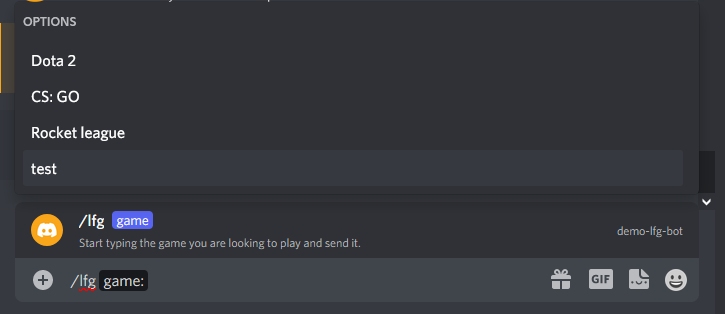 OPTIONS
Dota 2
CS: GO
Rocket league
test
/lfg game
Start typing the game you are looking to play and send it.
demo-lfg-bot
/lfg game:
GIF